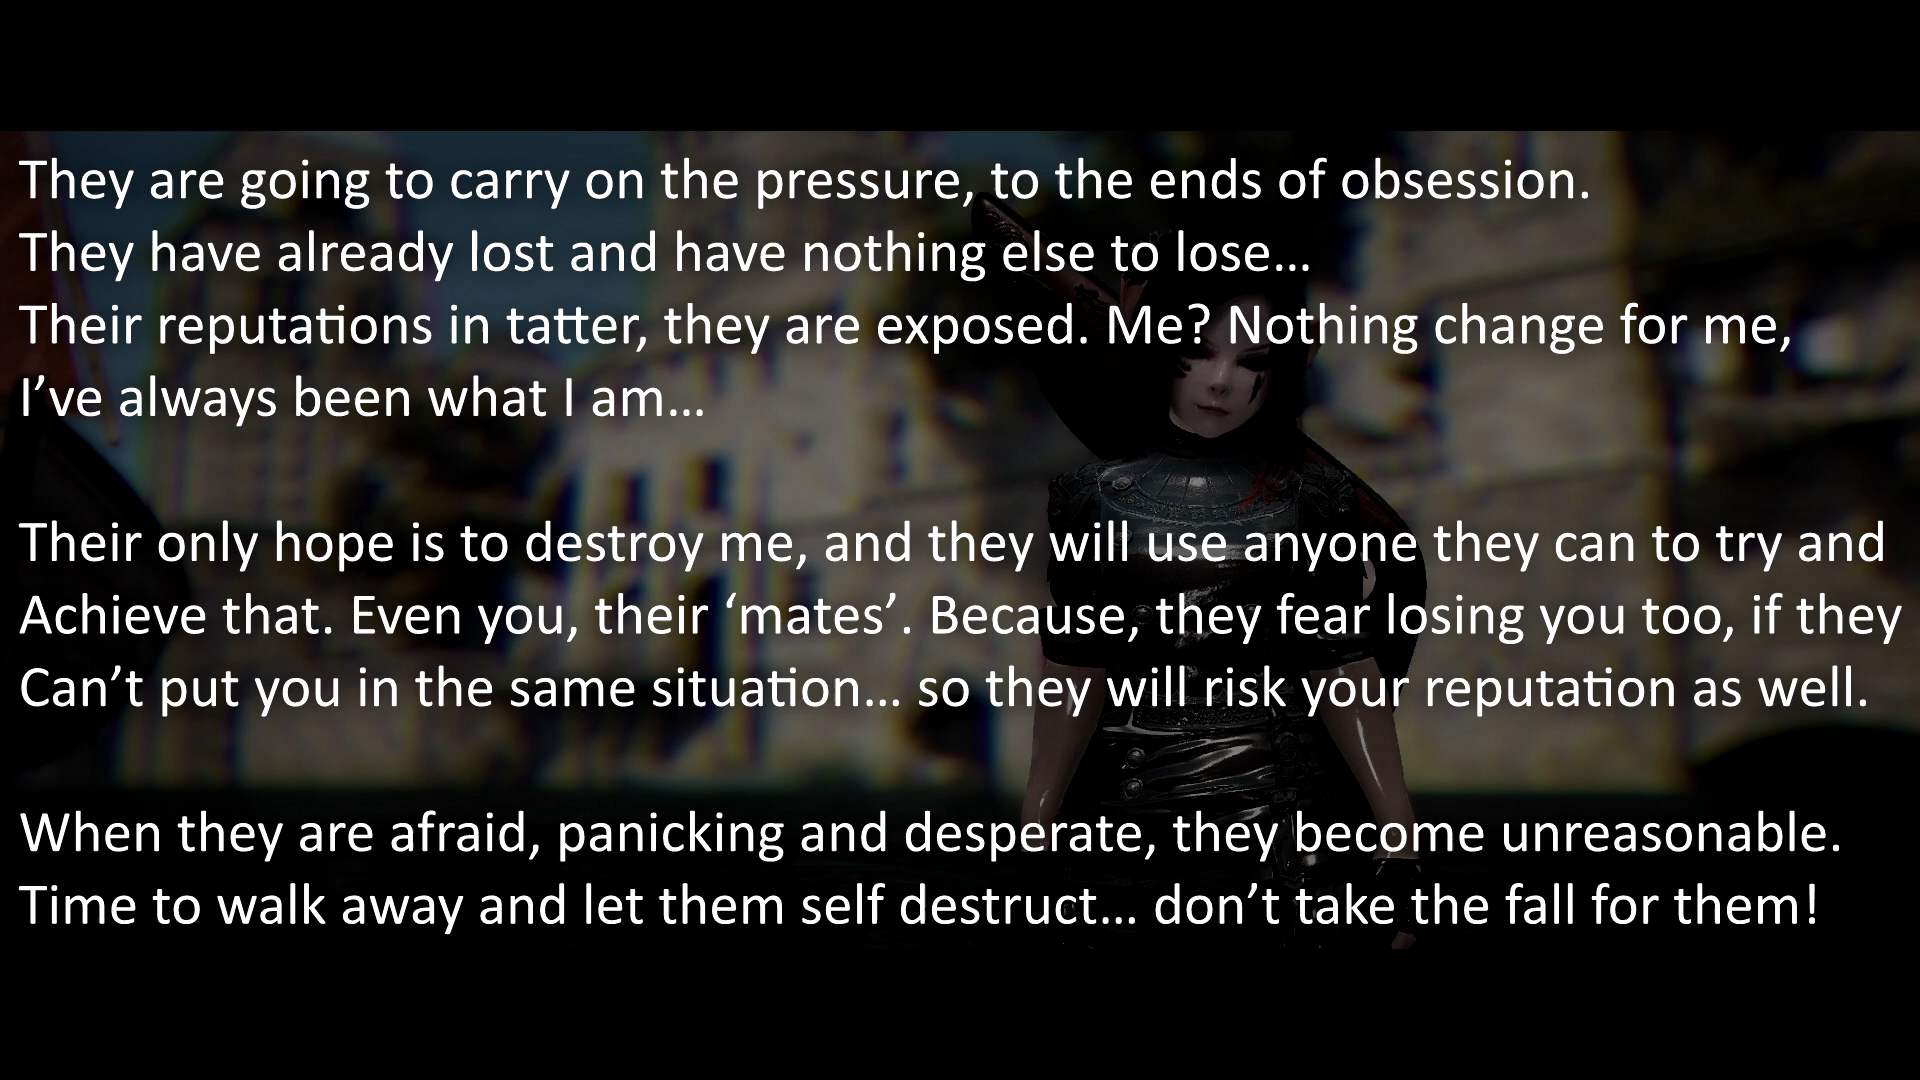 They are going to carry on the pressure, to the ends of obsession.
They have already lost and have nothing else to lose…
Their reputations in tatter, they are exposed. Me? Nothing change for me,
I’ve always been what I am…
Their only hope is to destroy me, and they will use anyone they can to try and
Achieve that. Even you, their ‘mates’. Because, they fear losing you too, if they
Can’t put you in the same situation… so they will risk your reputation as well.
When they are afraid, panicking and desperate, they become unreasonable.
Time to walk away and let them self destruct… don’t take the fall for them!